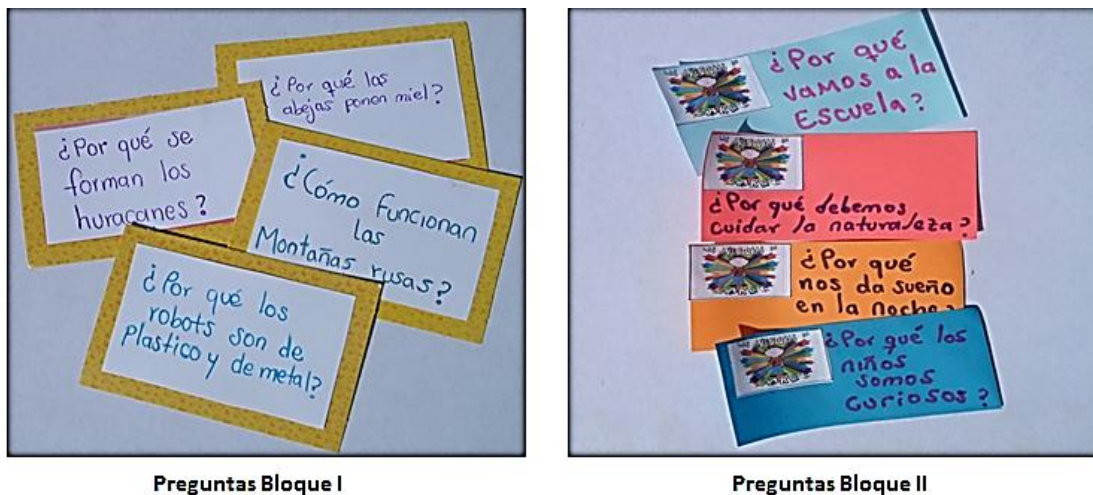 ¿Por qué las
abejas ponen miel?
¿Por qué se
forman los
huracanes?
¿Cómo funcionan
las
Montañas rusas?
¿Por qué los
robots son de
plastico y de metal?
Preguntas Bloque I
¿Por qué
vamos a la
Escuela?
¿Por qué debemos
cuidar la naturaleza?
¿Por qué
nos da sueño
en la noche?
¿Por qué los
niños
somos
curiosos?
Preguntas Bloque II